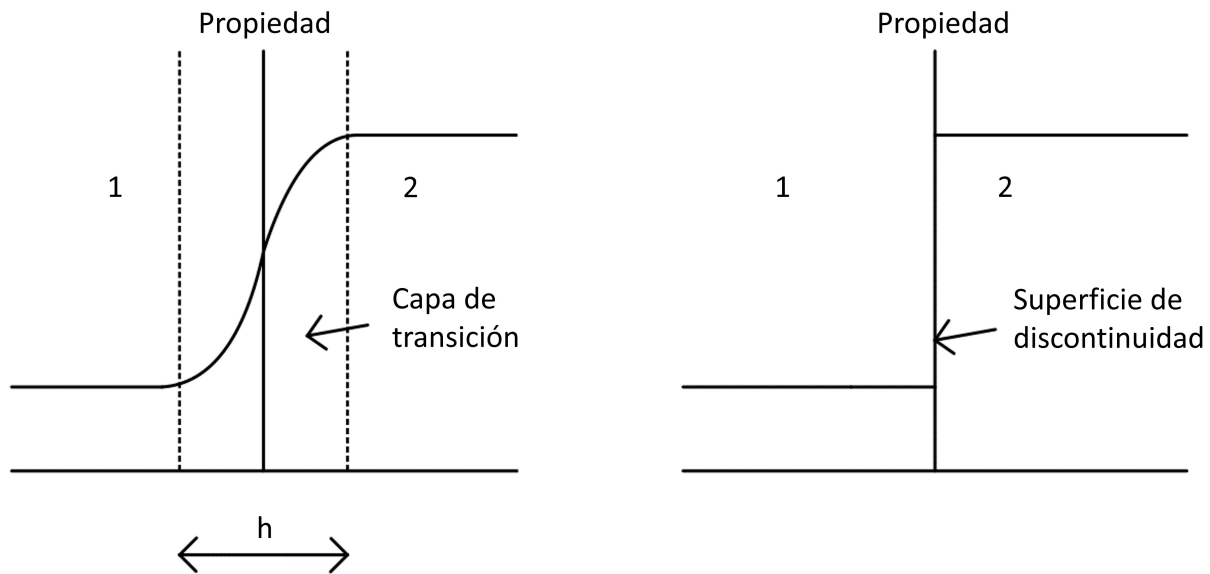 Propiedad
1
2
Capa de
transición
h
Propiedad
1
2
Superficie de
discontinuidad